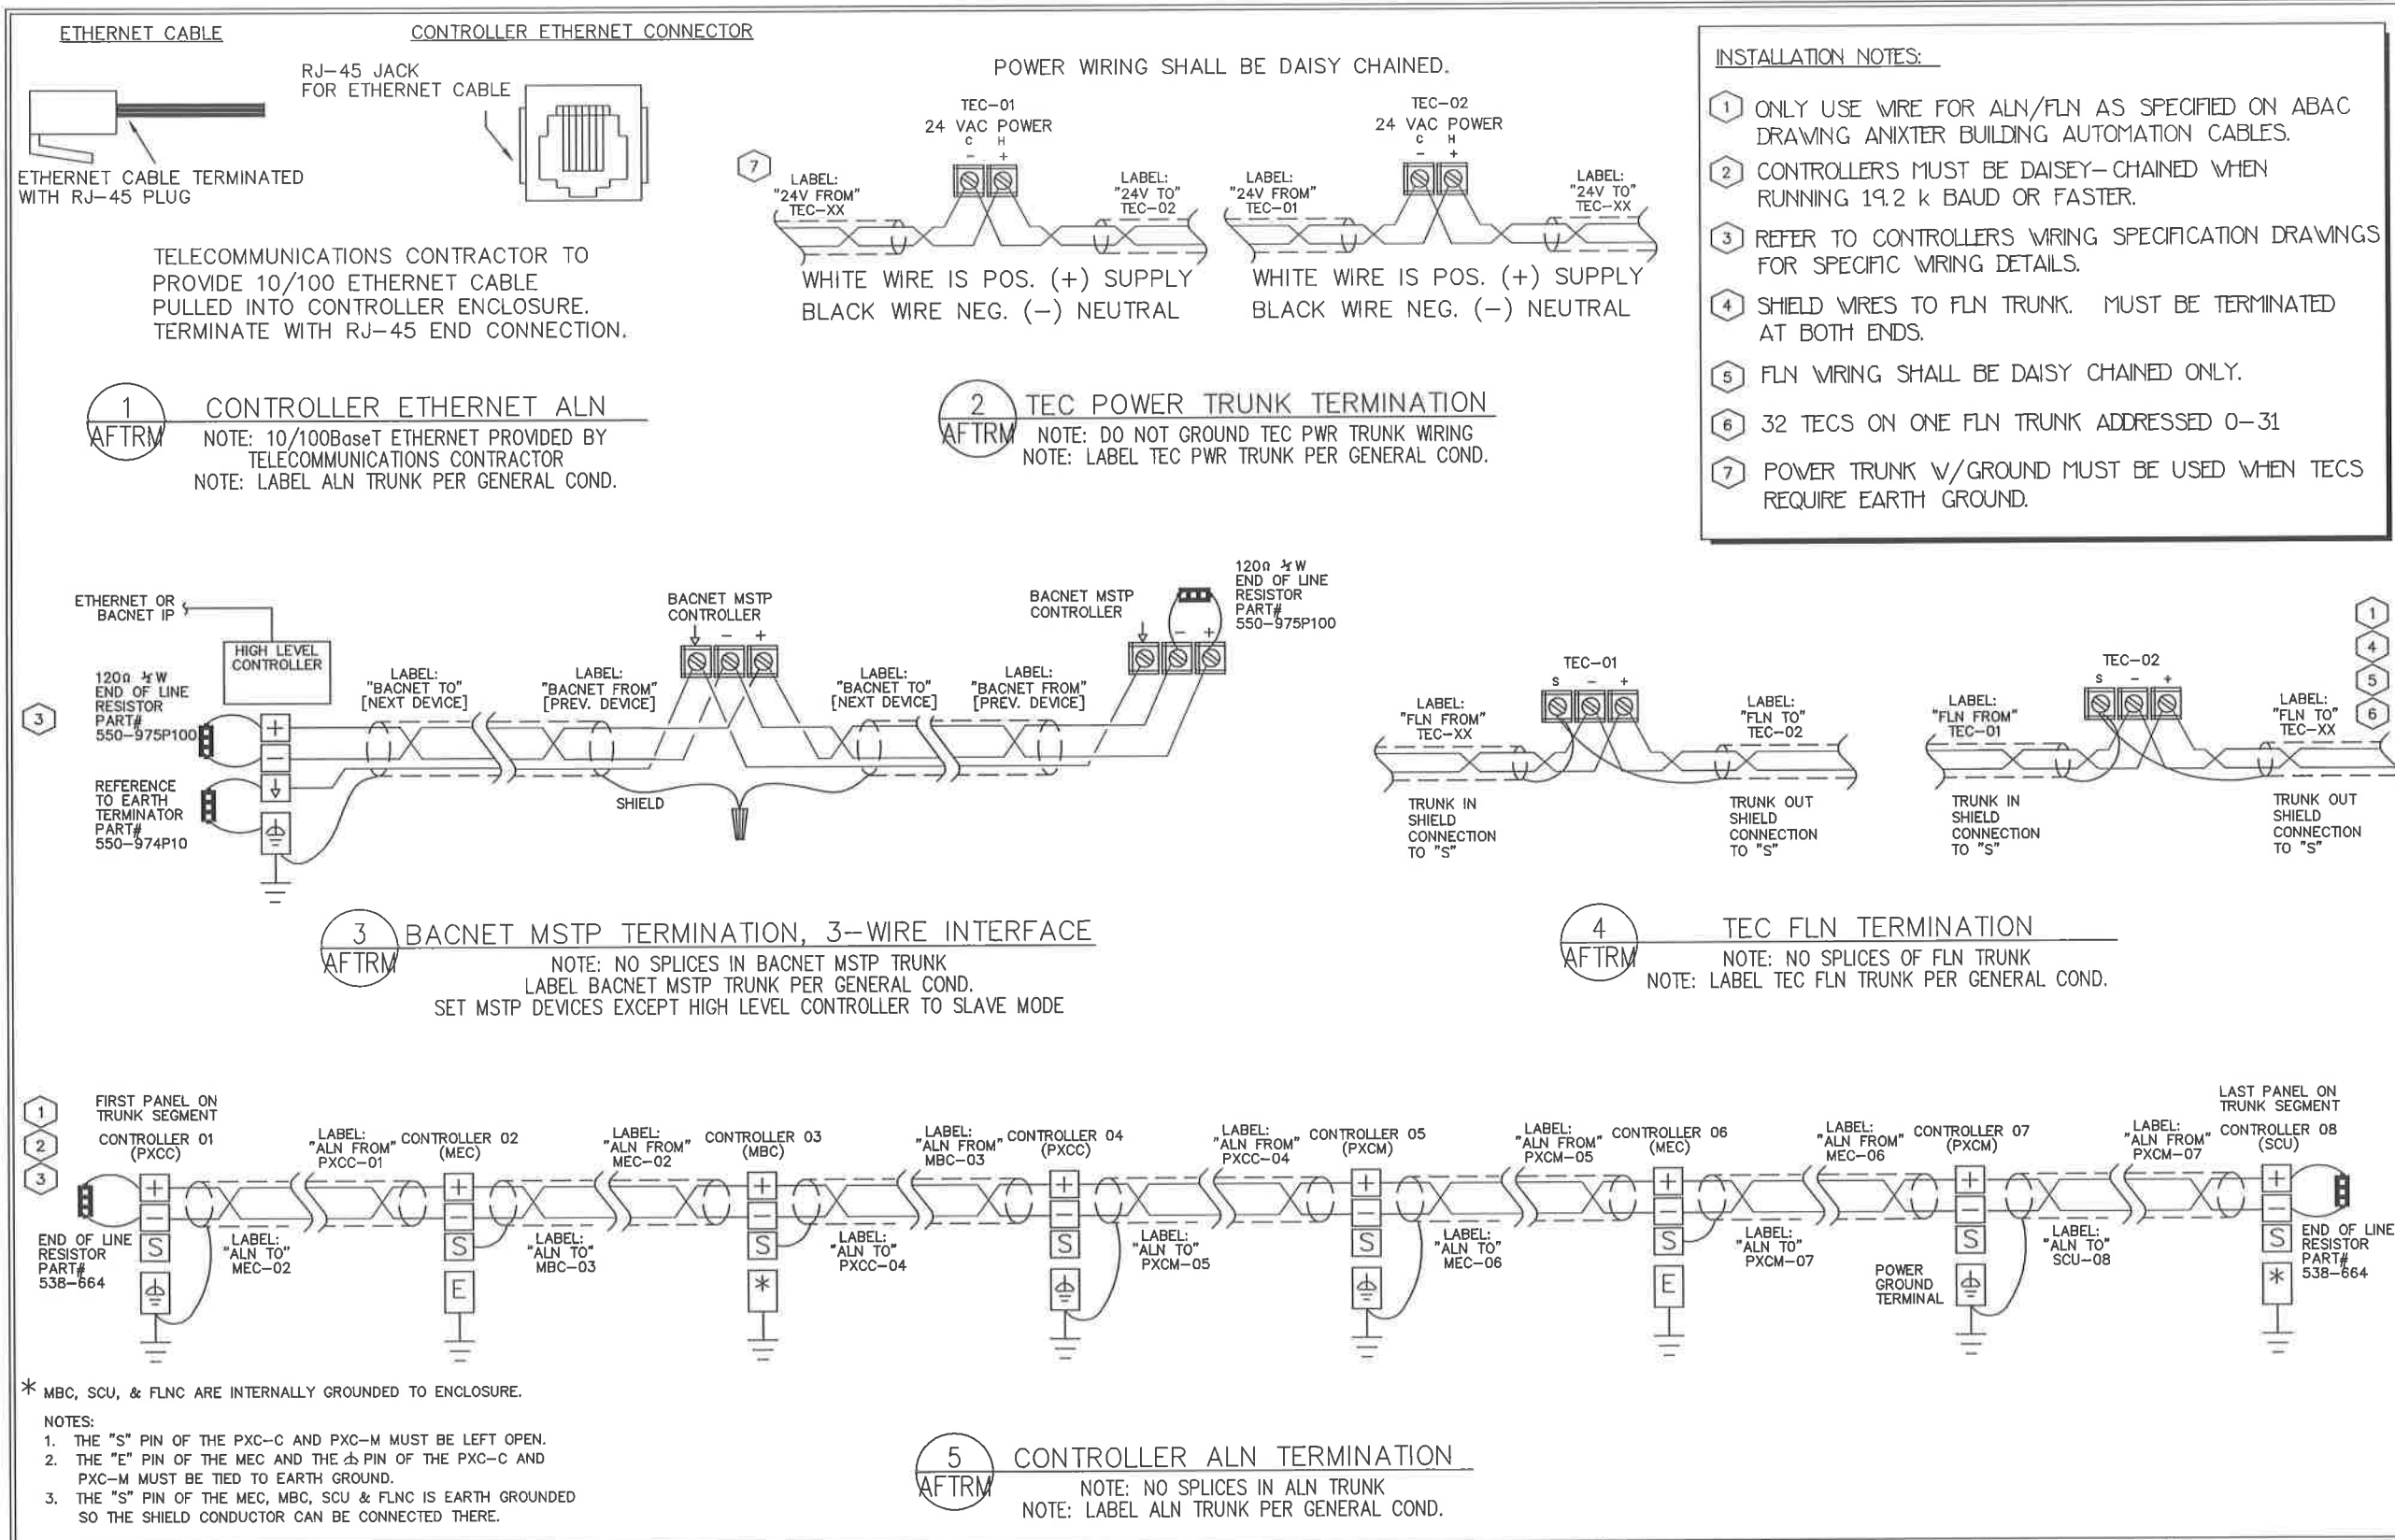 ETHERNET CABLE
CONTROLLER ETHERNET CONNECTOR
RJ-45 JACK
FOR ETHERNET CABLE
ETHERNET CABLE TERMINATED
WITH RJ-45 PLUG
TELECOMMUNICATIONS CONTRACTOR TO
PROVIDE 10/100 ETHERNET CABLE
PULLED INTO CONTROLLER ENCLOSURE.
TERMINATE WITH RJ-45 END CONNECTION.
1
AFTRM
CONTROLLER ETHERNET ALN
NOTE: 10/100BaseT ETHERNET PROVIDED BY
TELECOMMUNICATIONS CONTRACTOR
NOTE: LABEL ALN TRUNK PER GENERAL COND.
POWER WIRING SHALL BE DAISY CHAINED.
7
TEC-01
24 VAC POWER
C H
- +
LABEL:
"24V FROM"
TEC-XX
LABEL:
"24V TO"
TEC-02
WHITE WIRE IS POS. (+) SUPPLY
BLACK WIRE NEG. (-) NEUTRAL
TEC-02
24 VAC POWER
C H
- +
LABEL:
"24V FROM"
TEC-01
LABEL:
"24V TO"
TEC-XX
WHITE WIRE IS POS. (+) SUPPLY
BLACK WIRE NEG. (-) NEUTRAL
2
AFTRM
TEC POWER TRUNK TERMINATION
NOTE: DO NOT GROUND TEC PWR TRUNK WIRING
NOTE: LABEL TEC PWR TRUNK PER GENERAL COND.
INSTALLATION NOTES:
1 ONLY USE WIRE FOR ALN/FLN AS SPECIFIED ON ABAC
DRAWING ANIXTER BUILDING AUTOMATION CABLES.
2 CONTROLLERS MUST BE DAISEY-CHAINED WHEN
RUNNING 19.2 k BAUD OR FASTER.
3 REFER TO CONTROLLERS WIRING SPECIFICATION DRAWINGS
FOR SPECIFIC WIRING DETAILS.
4 SHIELD WIRES TO FLN TRUNK. MUST BE TERMINATED
AT BOTH ENDS.
5 FLN WIRING SHALL BE DAISY CHAINED ONLY.
6 32 TECS ON ONE FLN TRUNK ADDRESSED 0-31
7 POWER TRUNK W/GROUND MUST BE USED WHEN TECS
REQUIRE EARTH GROUND.
ETHERNET OR
BACNET IP
HIGH LEVEL
CONTROLLER
3
120Ω
W
END OF LINE
RESISTOR
PART#
550-975P100
REFERENCE
TO EARTH
TERMINATOR
PART#
550-974P10
+
-
LABEL:
"BACNET TO"
[NEXT DEVICE]
LABEL:
"BACNET FROM"
[PREV. DEVICE]
BACNET MSTP
CONTROLLER
- +
SHIELD
LABEL:
"BACNET TO"
[NEXT DEVICE]
LABEL:
"BACNET FROM"
[PREV. DEVICE]
BACNET MSTP
CONTROLLER
- +
120Ω
W
END OF LINE
RESISTOR
PART#
550-975P100
3
AFTRM
BACNET MSTP TERMINATION, 3-WIRE INTERFACE
NOTE: NO SPLICES IN BACNET MSTP TRUNK
LABEL BACNET MSTP TRUNK PER GENERAL COND.
SET MSTP DEVICES EXCEPT HIGH LEVEL CONTROLLER TO SLAVE MODE
TEC-01
S - +
LABEL:
"FLN FROM"
TEC-XX
LABEL:
"FLN TO"
TEC-02
TRUNK IN
SHIELD
CONNECTION
TO "S"
TRUNK OUT
SHIELD
CONNECTION
TO "S"
TEC-02
S - +
LABEL:
"FLN FROM"
TEC-01
LABEL:
"FLN TO"
TEC-XX
TRUNK IN
SHIELD
CONNECTION
TO "S"
TRUNK OUT
SHIELD
CONNECTION
TO "S"
1
4
5
6
4
AFTRM
TEC FLN TERMINATION
NOTE: NO SPLICES OF FLN TRUNK
NOTE: LABEL TEC FLN TRUNK PER GENERAL COND.
1
2
3
FIRST PANEL ON
TRUNK SEGMENT
CONTROLLER 01
(PXCC)
+
-
S
END OF LINE
RESISTOR
PART#
538-664
LABEL:
"ALN FROM"
PXCC-01
LABEL:
"ALN TO"
MEC-02
CONTROLLER 02
(MEC)
+
-
S
E
LABEL:
"ALN FROM"
MEC-02
LABEL:
"ALN TO"
MBC-03
CONTROLLER 03
(MBC)
+
-
S
*
LABEL:
"ALN FROM"
MBC-03
LABEL:
"ALN TO"
PXCC-04
CONTROLLER 04
(PXCC)
+
-
S
LABEL:
"ALN FROM"
PXCC-04
LABEL:
"ALN TO"
PXCM-05
CONTROLLER 05
(PXCM)
+
-
S
LABEL:
"ALN FROM"
PXCM-05
LABEL:
"ALN TO"
MEC-06
CONTROLLER 06
(MEC)
+
-
S
E
LABEL:
"ALN FROM"
MEC-06
LABEL:
"ALN TO"
PXCM-07
CONTROLLER 07
(PXCM)
+
-
S
POWER
GROUND
TERMINAL
LABEL:
"ALN FROM"
PXCM-07
LABEL:
"ALN TO"
SCU-08
LAST PANEL ON
TRUNK SEGMENT
CONTROLLER 08
(SCU)
+
-
S
*
END OF LINE
RESISTOR
PART#
538-664
* MBC, SCU, & FLNC ARE INTERNALLY GROUNDED TO ENCLOSURE.
NOTES:
1. THE "S" PIN OF THE PXC-C AND PXC-M MUST BE LEFT OPEN.
2. THE "E" PIN OF THE MEC AND THE ⏚ PIN OF THE PXC-C AND
PXC-M MUST BE TIED TO EARTH GROUND.
3. THE "S" PIN OF THE MEC, MBC, SCU & FLNC IS EARTH GROUNDED
SO THE SHIELD CONDUCTOR CAN BE CONNECTED THERE.
5
AFTRM
CONTROLLER ALN TERMINATION
NOTE: NO SPLICES IN ALN TRUNK
NOTE: LABEL ALN TRUNK PER GENERAL COND.